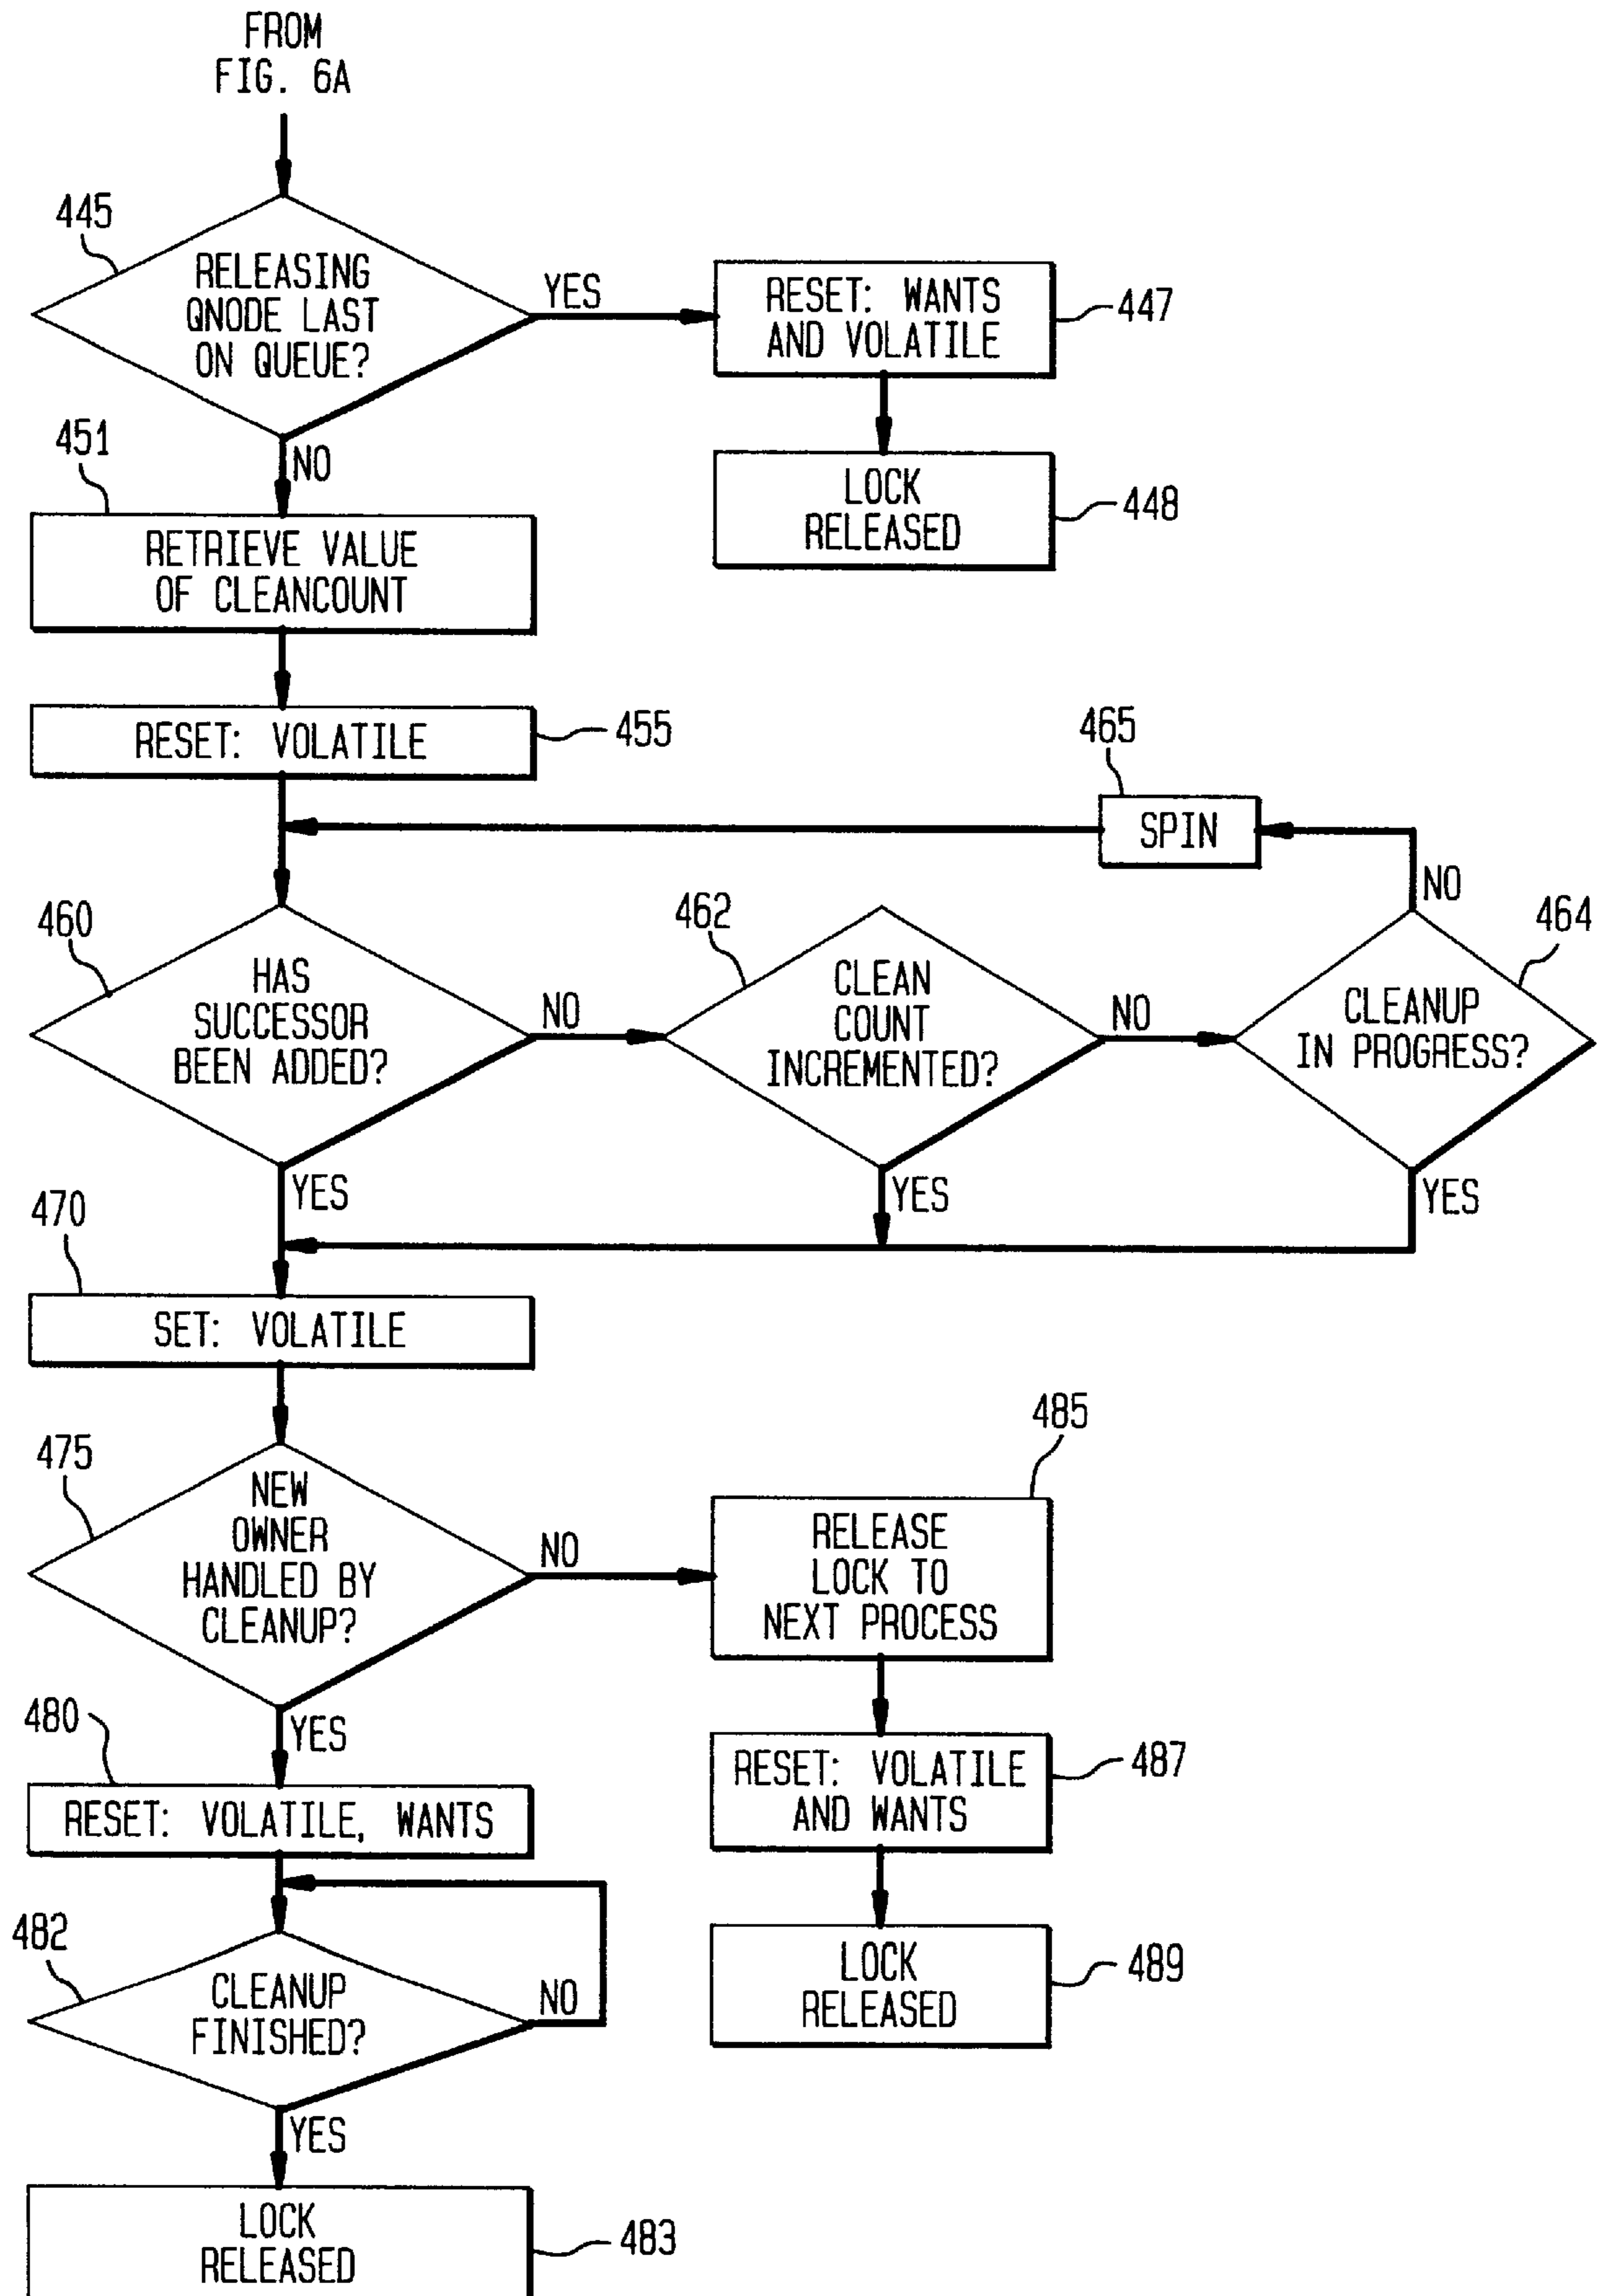 FROM
FIG. 6A
445
RELEASING
QNODE LAST
ON QUEUE?
YES
RESET: WANTS
AND VOLATILE
447
NO
LOCK
RELEASED
448
451
RETRIEVE VALUE
OF CLEANCOUNT
RESET: VOLATILE
455
465
SPIN
NO
460
HAS
SUCCESSOR
BEEN ADDED?
NO
462
CLEAN
COUNT
INCREMENTED?
NO
464
CLEANUP
IN PROGRESS?
YES
YES
YES
470
SET: VOLATILE
475
NEW
OWNER
HANDLED BY
CLEANUP?
NO
485
RELEASE
LOCK TO
NEXT PROCESS
YES
480
RESET: VOLATILE, WANTS
RESET: VOLATILE
AND WANTS
487
482
CLEANUP
FINISHED?
NO
LOCK
RELEASED
489
YES
LOCK
RELEASED
483